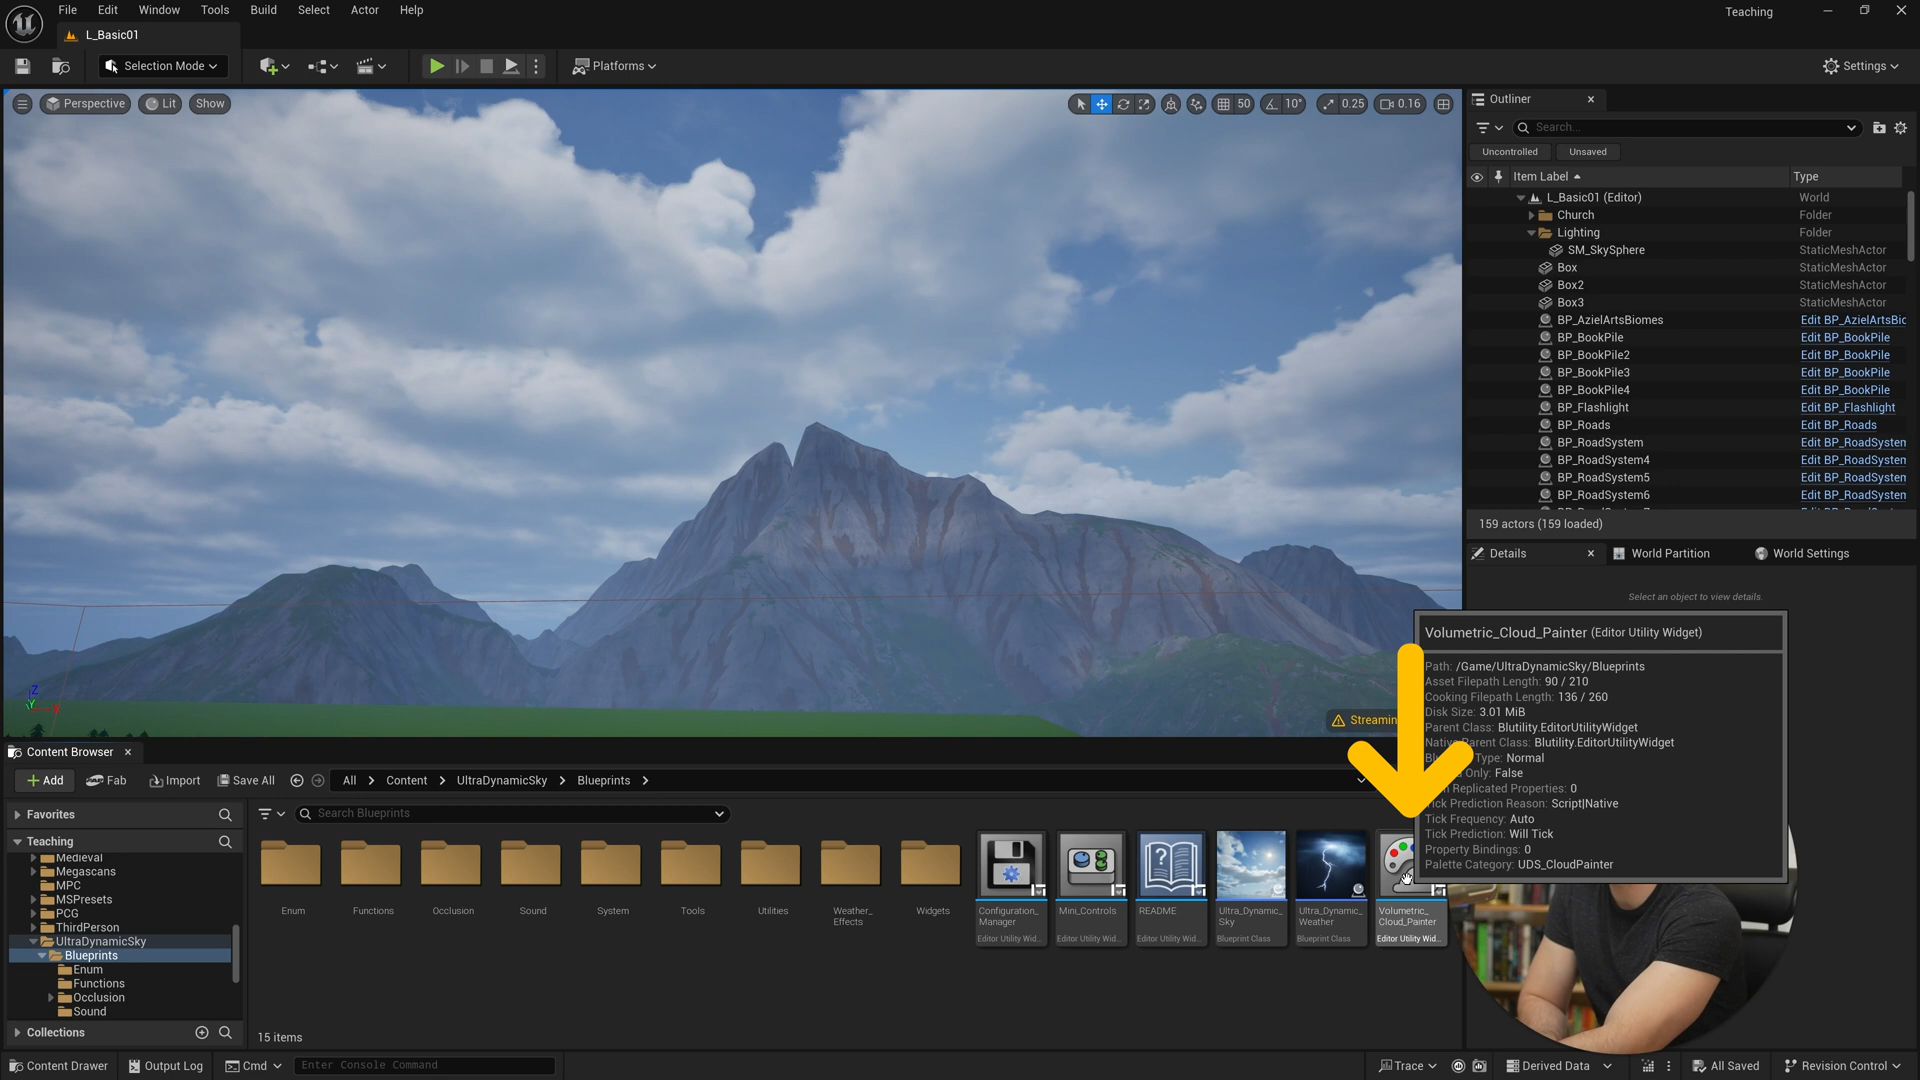 File Edit Window Tools Build Select Actor Help
Teaching
L_Basic01
Selection Mode
Platforms
Settings
Perspective
Lit
Show
50
10°
0.25
0.16
Outliner
Search...
Uncontrolled
Unsaved
Item Label
Type
L_Basic01 (Editor) World
Church Folder
Lighting Folder
SM_SkySphere StaticMeshActor
Box StaticMeshActor
Box2 StaticMeshActor
Box3 StaticMeshActor
BP_AzielArtsBiomes Edit BP_AzielArtsBio
BP_BookPile Edit BP_BookPile
BP_BookPile2 Edit BP_BookPile
BP_BookPile3 Edit BP_BookPile
BP_BookPile4 Edit BP_BookPile
BP_Flashlight Edit BP_Flashlight
BP_Roads Edit BP_Roads
BP_RoadSystem Edit BP_RoadSystem
BP_RoadSystem4 Edit BP_RoadSystem
BP_RoadSystem5 Edit BP_RoadSystem
BP_RoadSystem6 Edit BP_RoadSystem
159 actors (159 loaded)
Details
World Partition
World Settings
Select an object to view details.
Volumetric_Cloud_Painter (Editor Utility Widget)
Path: /Game/UltraDynamicSky/Blueprints
Asset Filepath Length: 90 / 210
Cooking Filepath Length: 136 / 260
Disk Size: 3.01 MiB
Parent Class: Blutility.EditorUtilityWidget
Native Parent Class: Blutility.EditorUtilityWidget
Type: Normal
Only: False
Replicated Properties: 0
Tick Prediction Reason: Script|Native
Tick Frequency: Auto
Tick Prediction: Will Tick
Property Bindings: 0
Palette Category: UDS_CloudPainter
X
Y
Z
Content Browser
Add
Fab
Import
Save All
All
Content
UltraDynamicSky
Blueprints
Favorites
Teaching
Medieval
Megascans
MPC
MSPresets
PCG
ThirdPerson
UltraDynamicSky
Blueprints
Enum
Functions
Occlusion
Sound
Collections
Search Blueprints
Enum
Functions
Occlusion
Sound
System
Tools
Utilities
Weather_
Effects
Widgets
Configuration_
Manager
Editor Utility Wid...
Mini_Controls
Editor Utility Wid...
README
Editor Utility Wid...
Ultra_Dynamic_
Sky
Blueprint Class
Ultra_Dynamic_
Weather
Blueprint Class
Volumetric_
Cloud_Painter
Editor Utility Wid...
15 items
Content Drawer
Output Log
Cmd
Enter Console Command
Trace
Derived Data
All Saved
Revision Control